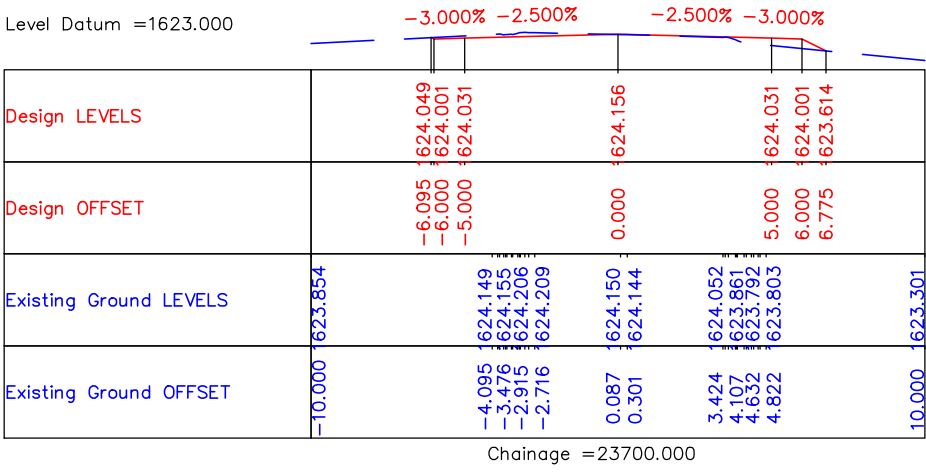 Level Datum =1623.000
-3.000% -2.500% -2.500% -3.000%
Design LEVELS 1624.049 1624.001 1624.031 1624.156 1624.031 1624.001 1623.614
Design OFFSET -6.095 -6.000 -5.000 0.000 5.000 6.000 6.775
Existing Ground LEVELS 1623.854 1624.149 1624.155 1624.206 1624.209 1624.150 1624.144 1624.052 1623.861 1623.792 1623.803 1623.301
Existing Ground OFFSET -10.000 -4.095 -3.476 -2.915 -2.716 0.087 0.301 3.424 4.107 4.632 4.822 10.000
Chainage =23700.000